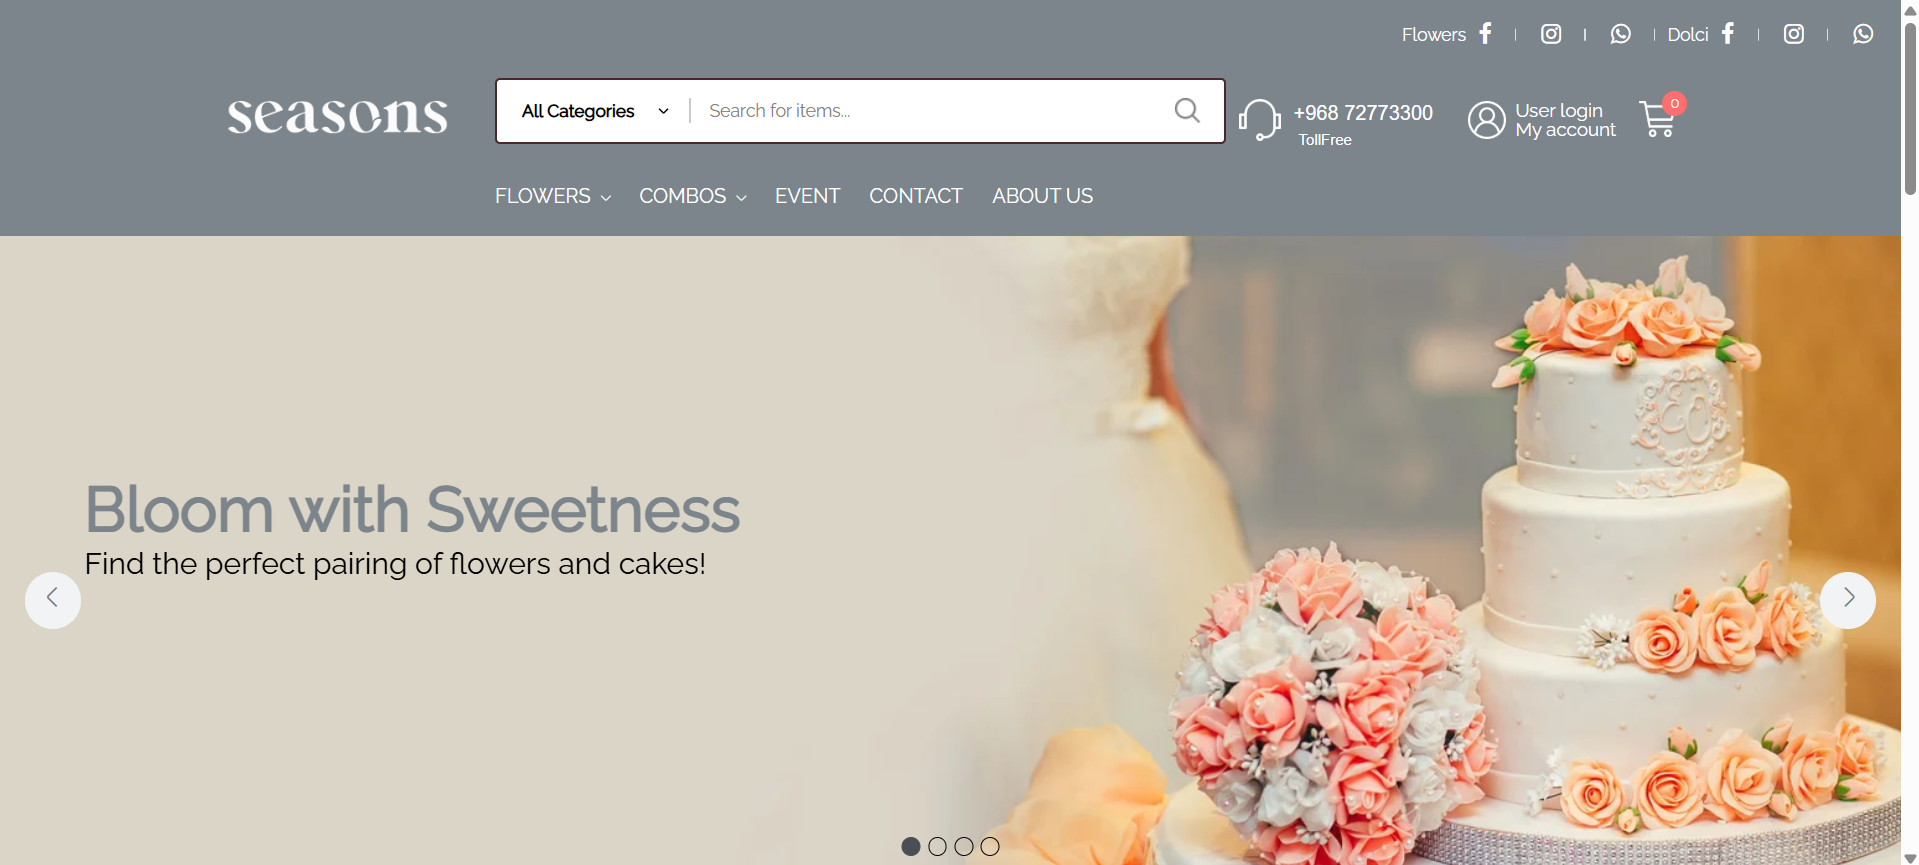 Flowers
Dolci
seasons
All Categories
Search for items...
+968 72773300
TollFree
User login
My account
0
FLOWERS
COMBOS
EVENT
CONTACT
ABOUT US
Bloom with Sweetness
Find the perfect pairing of flowers and cakes!